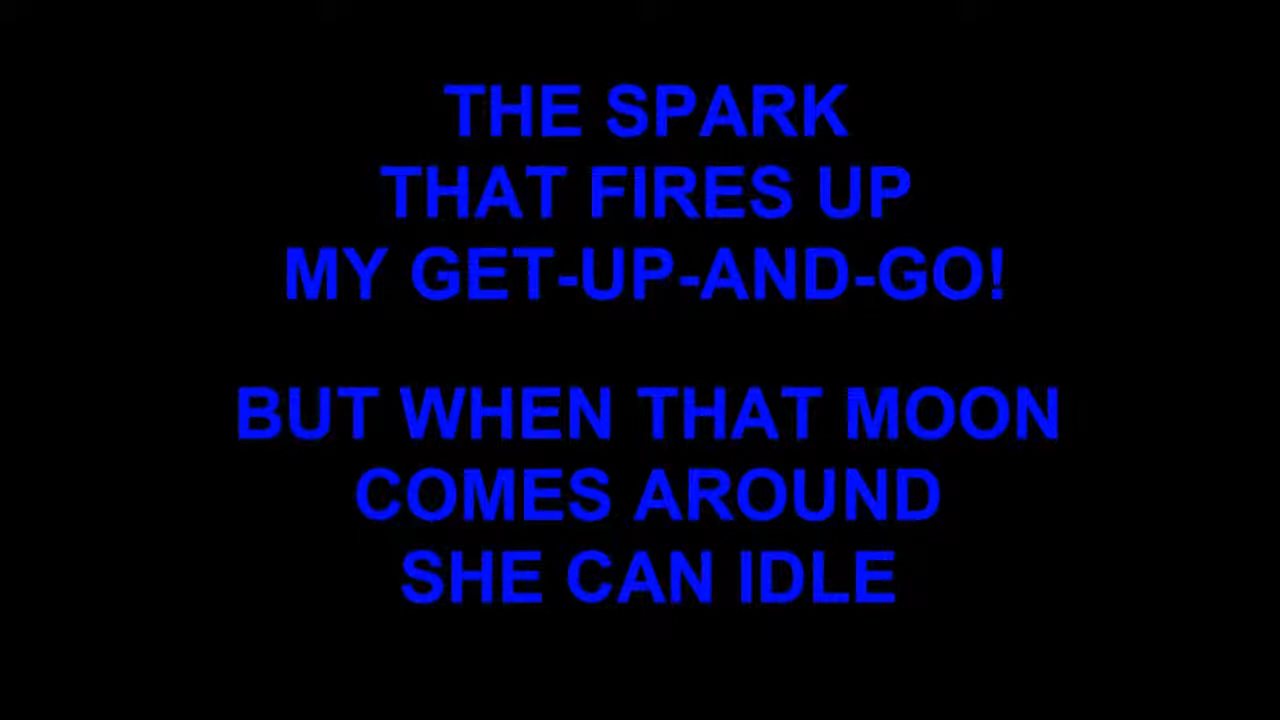 THE SPARK
THAT FIRES UP
MY GET-UP-AND-GO!
BUT WHEN THAT MOON
COMES AROUND
SHE CAN IDLE